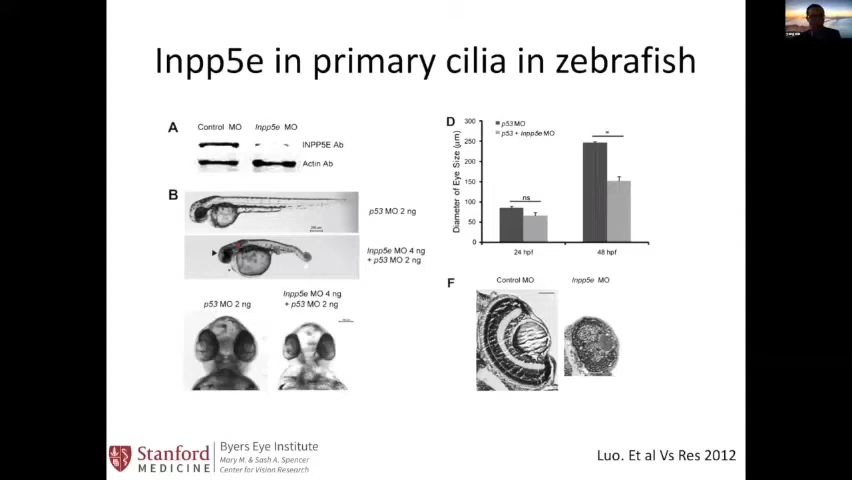 Inpp5e in primary cilia in zebrafish
A
Control MO
Inpp5e MO
INPP5E Ab
Actin Ab
B
p53 MO 2 ng
Inpp5e MO 4 ng
+ p53 MO 2 ng
p53 MO 2 ng
Inpp5e MO 4 ng
+ p53 MO 2 ng
D
Diameter of Eye Size (μm)
300
250
200
150
100
50
0
p53 MO
p53 + Inpp5e MO
ns
*
24 hpf
48 hpf
F
Control MO
Inpp5e MO
Stanford
MEDICINE
Byers Eye Institute
Mary M. & Sash A. Spencer
Center for Vision Research
Luo. Et al Vs Res 2012